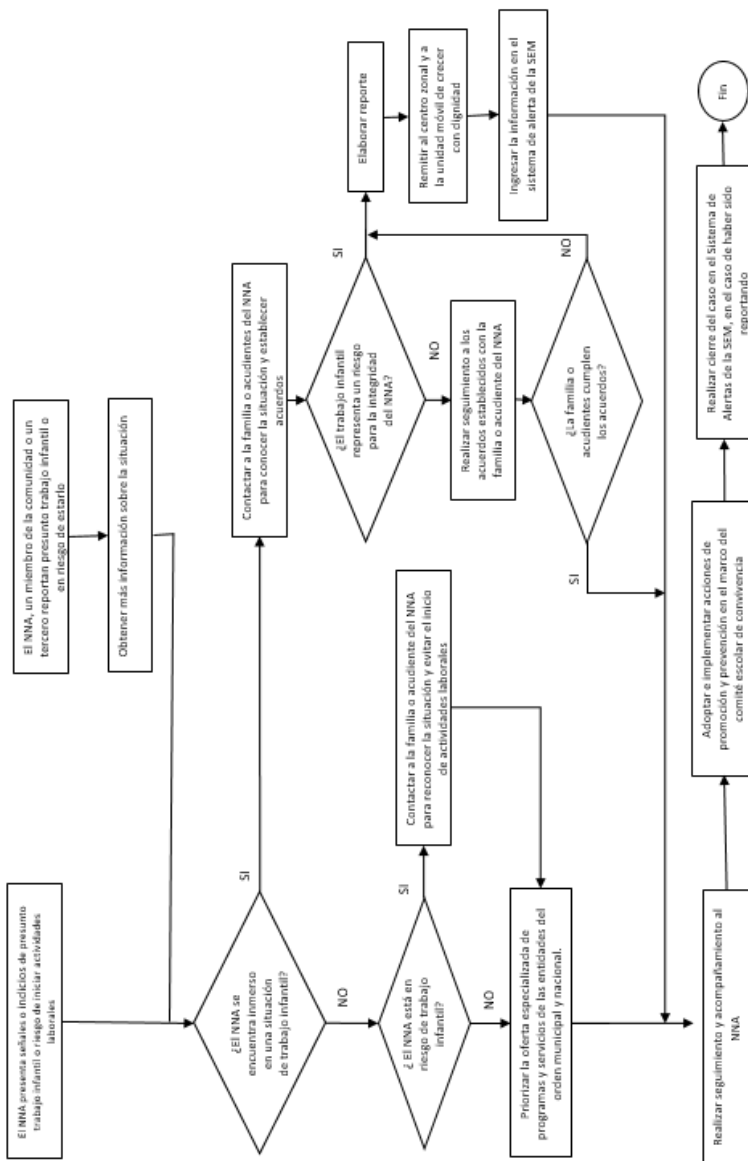 El NNA presenta señales o indicios de presunto
trabajo infantil o riesgo de iniciar actividades
laborales
El NNA, un miembro de la comunidad o un
tercero reportan presunto trabajo infantil o
en riesgo de estarlo
Obtener más información sobre la situación
¿El NNA se
encuentra inmerso
en una situación
de trabajo infantil?
SI
NO
Contactar a la familia o acudientes del NNA
para conocer la situación y establecer
acuerdos
¿El trabajo infantil
representa un riesgo
para la integridad
del NNA?
SI
NO
Elaborar reporte
Remitir al centro zonal y a
la unidad móvil de crecer
con dignidad
Ingresar la información en el
sistema de alerta de la SEM
Realizar seguimiento a los
acuerdos establecidos con la
familia o acudiente del NNA
¿La familia o
acudientes cumplen
los acuerdos?
NO
SI
¿ El NNA está en
riesgo de trabajo
infantil?
SI
NO
Contactar a la familia o acudiente del NNA
para reconocer la situación y evitar el inicio
de actividades laborales
Priorizar la oferta especializada de
programas y servicios de las entidades del
orden municipal y nacional.
Realizar seguimiento y acompañamiento al
NNA
Adoptar e implementar acciones de
promoción y prevención en el marco del
comité escolar de convivencia
Realizar cierre del caso en el Sistema de
Alertas de la SEM, en el caso de haber sido
reportando
Fin